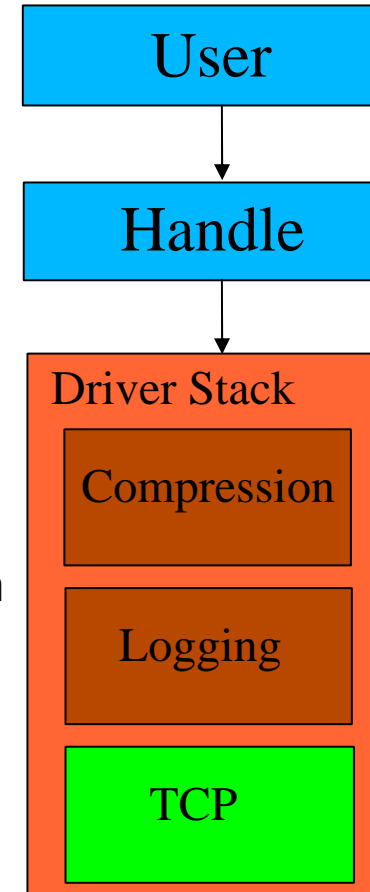 User
Handle
Driver Stack
Compression
Logging
TCP